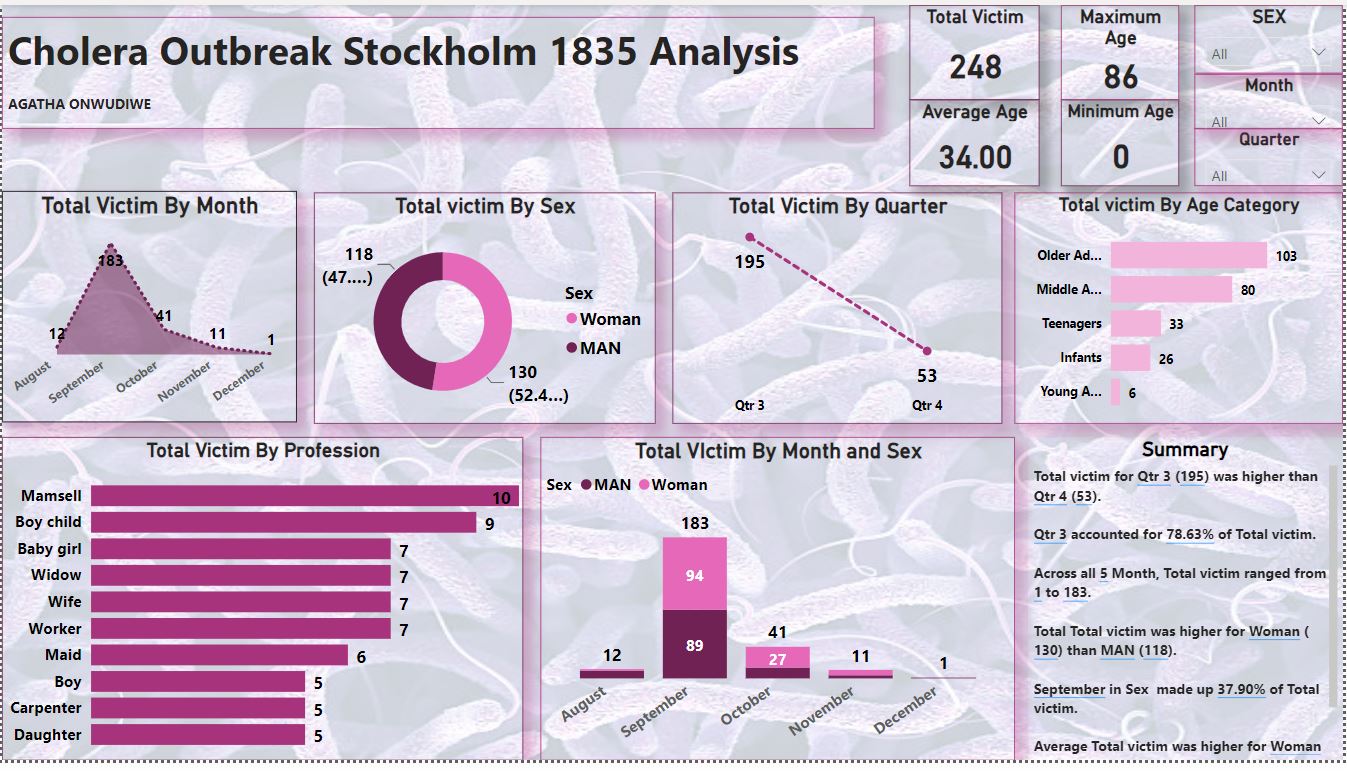 Cholera Outbreak Stockholm 1835 Analysis
AGATHA ONWUDIWE
Total Victim
248
Maximum
Age
86
Average Age
34.00
Minimum Age
0
SEX
All
Month
All
Quarter
All
Total Victim By Month
183
12
41
11
1
August
September
October
November
December
Total victim By Sex
118
(47....)
130
(52.4...)
Sex
Woman
MAN
Total Victim By Quarter
195
53
Qtr 3
Qtr 4
Total victim By Age Category
Older Ad... 103
Middle A... 80
Teenagers 33
Infants 26
Young A... 6
Total Victim By Profession
Mamsell 10
Boy child 9
Baby girl 7
Widow 7
Wife 7
Worker 7
Maid 6
Boy 5
Carpenter 5
Daughter 5
Total VIctim By Month and Sex
Sex MAN Woman
183
94
89
12
41
27
11
1
August
September
October
November
December
Summary
Total victim for Qtr 3 (195) was higher than
Qtr 4 (53).
Qtr 3 accounted for 78.63% of Total victim.
Across all 5 Month, Total victim ranged from
1 to 183.
Total Total victim was higher for Woman (
130) than MAN (118).
September in Sex  made up 37.90% of Total
victim.
Average Total victim was higher for Woman